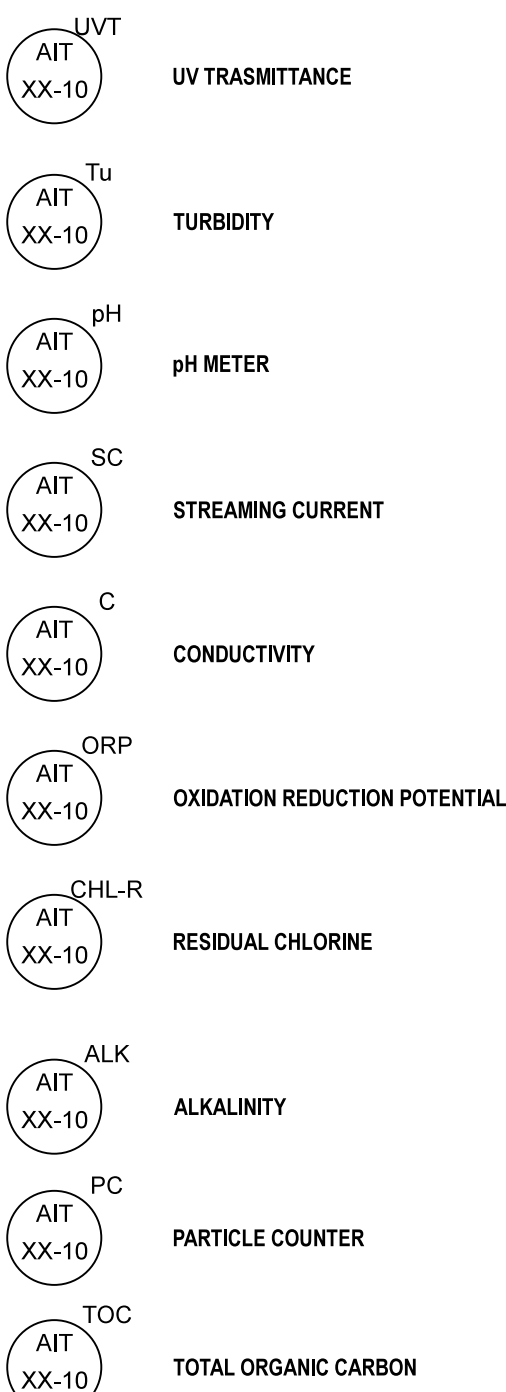 UVT
AIT
XX-10
UV TRASMITTANCE
Tu
AIT
XX-10
TURBIDITY
pH
AIT
XX-10
pH METER
SC
AIT
XX-10
STREAMING CURRENT
C
AIT
XX-10
CONDUCTIVITY
ORP
AIT
XX-10
OXIDATION REDUCTION POTENTIAL
CHL-R
AIT
XX-10
RESIDUAL CHLORINE
ALK
AIT
XX-10
ALKALINITY
PC
AIT
XX-10
PARTICLE COUNTER
TOC
AIT
XX-10
TOTAL ORGANIC CARBON